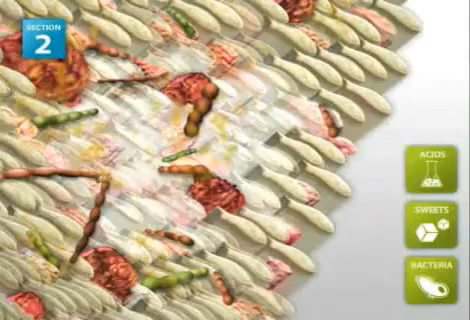 SECTION
2
ACIDS
SWEETS
BACTERIA